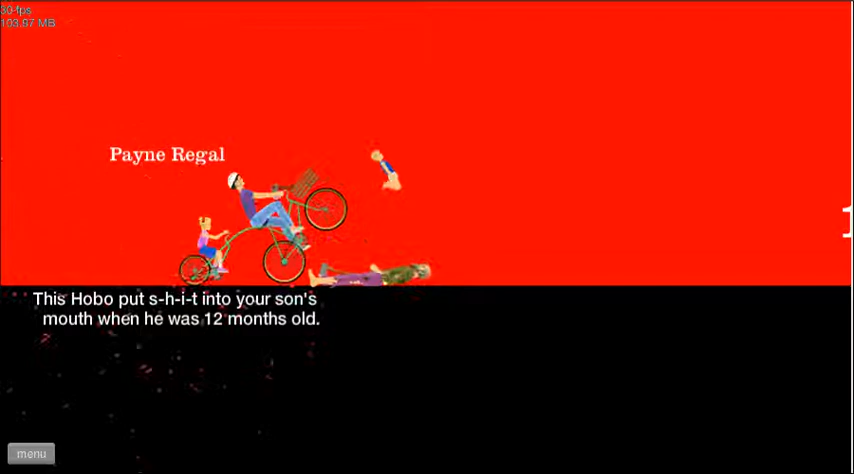 30 fps
103.97 MB
Payne Regal
1
This Hobo put s-h-i-t into your son's
mouth when he was 12 months old.
menu